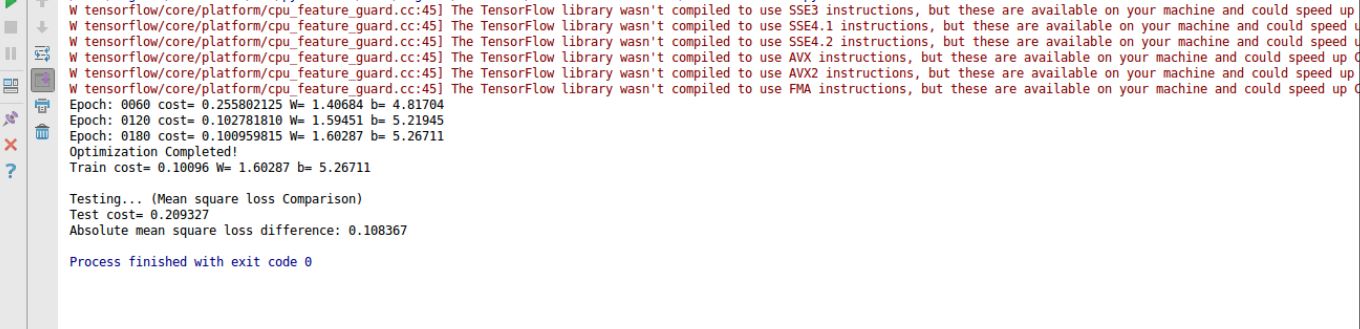 W tensorflow/core/platform/cpu_feature_guard.cc:45] The TensorFlow library wasn't compiled to use SSE3 instructions, but these are available on your machine and could speed up
W tensorflow/core/platform/cpu_feature_guard.cc:45] The TensorFlow library wasn't compiled to use SSE4.1 instructions, but these are available on your machine and could speed u
W tensorflow/core/platform/cpu_feature_guard.cc:45] The TensorFlow library wasn't compiled to use SSE4.2 instructions, but these are available on your machine and could speed u
W tensorflow/core/platform/cpu_feature_guard.cc:45] The TensorFlow library wasn't compiled to use AVX instructions, but these are available on your machine and could speed up C
W tensorflow/core/platform/cpu_feature_guard.cc:45] The TensorFlow library wasn't compiled to use AVX2 instructions, but these are available on your machine and could speed up
W tensorflow/core/platform/cpu_feature_guard.cc:45] The TensorFlow library wasn't compiled to use FMA instructions, but these are available on your machine and could speed up C
Epoch: 0060 cost= 0.255802125 W= 1.40684 b= 4.81704
Epoch: 0120 cost= 0.102781810 W= 1.59451 b= 5.21945
Epoch: 0180 cost= 0.100959815 W= 1.60287 b= 5.26711
Optimization Completed!
Train cost= 0.10096 W= 1.60287 b= 5.26711
Testing... (Mean square loss Comparison)
Test cost= 0.209327
Absolute mean square loss difference: 0.108367
Process finished with exit code 0